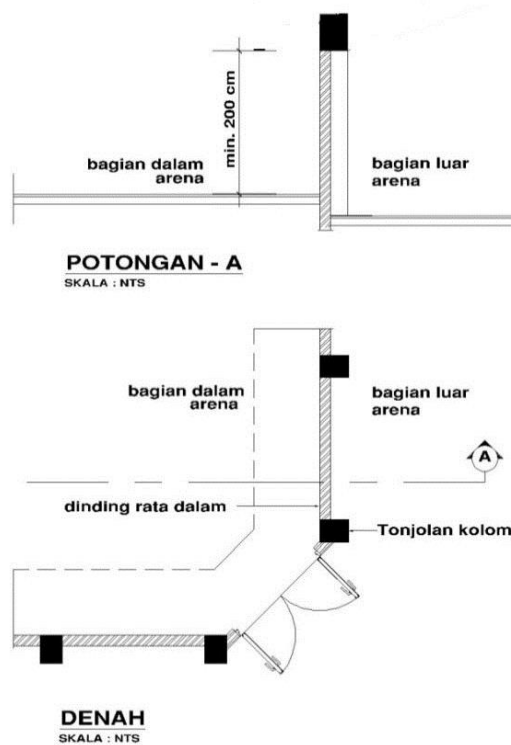 min. 200 cm
bagian dalam
arena
bagian luar
arena
POTONGAN - A
SKALA : NTS
bagian dalam
arena
bagian luar
arena
A
dinding rata dalam
Tonjolan kolom
DENAH
SKALA : NTS